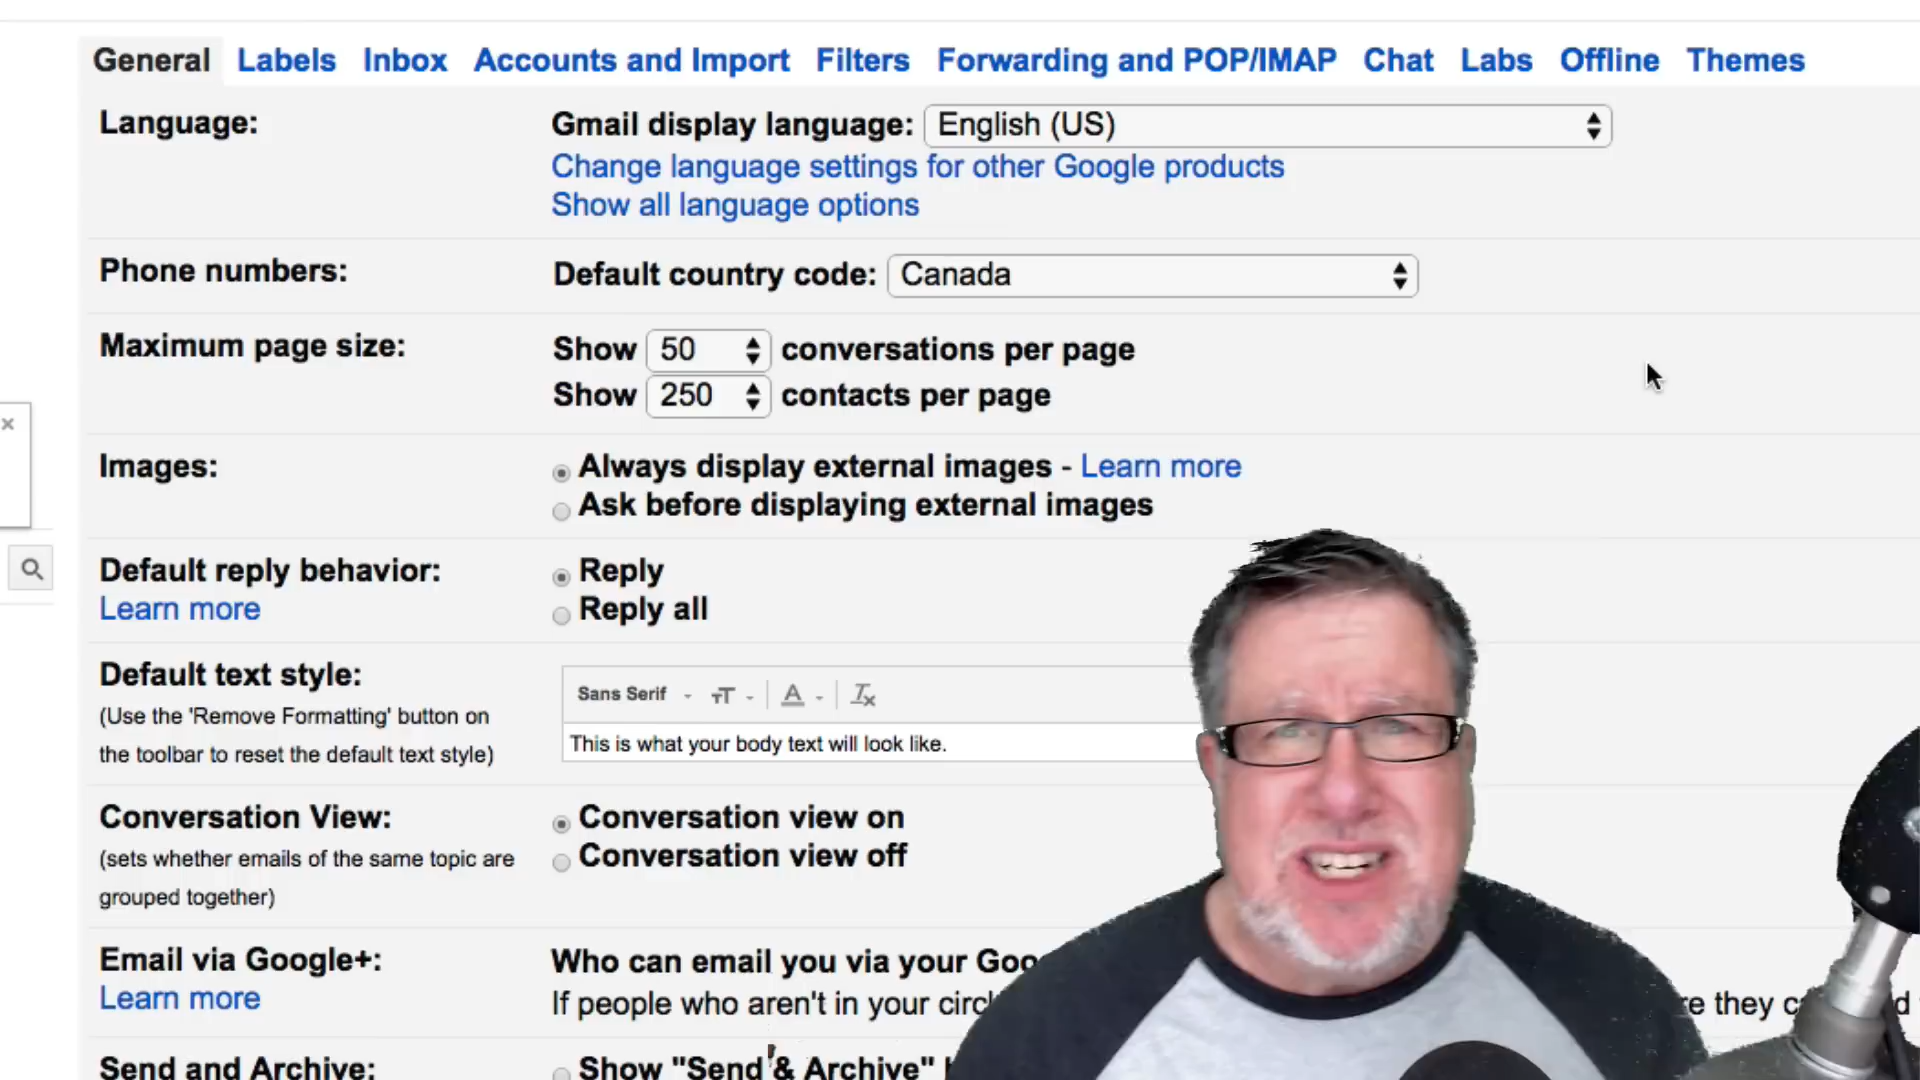 General Labels Inbox Accounts and Import Filters Forwarding and POP/IMAP Chat Labs Offline Themes
Language: Gmail display language: English (US)
Change language settings for other Google products
Show all language options
Phone numbers: Default country code: Canada
Maximum page size: Show 50 conversations per page
Show 250 contacts per page
Images: Always display external images - Learn more
Ask before displaying external images
Default reply behavior: Reply
Learn more Reply all
Default text style: Sans Serif
(Use the 'Remove Formatting' button on
the toolbar to reset the default text style)
This is what your body text will look like.
Conversation View: Conversation view on
(sets whether emails of the same topic are Conversation view off
grouped together)
Email via Google+: Who can email you via your
Learn more If people who aren't in your they
Send and Archive: Show "Send & Archive"